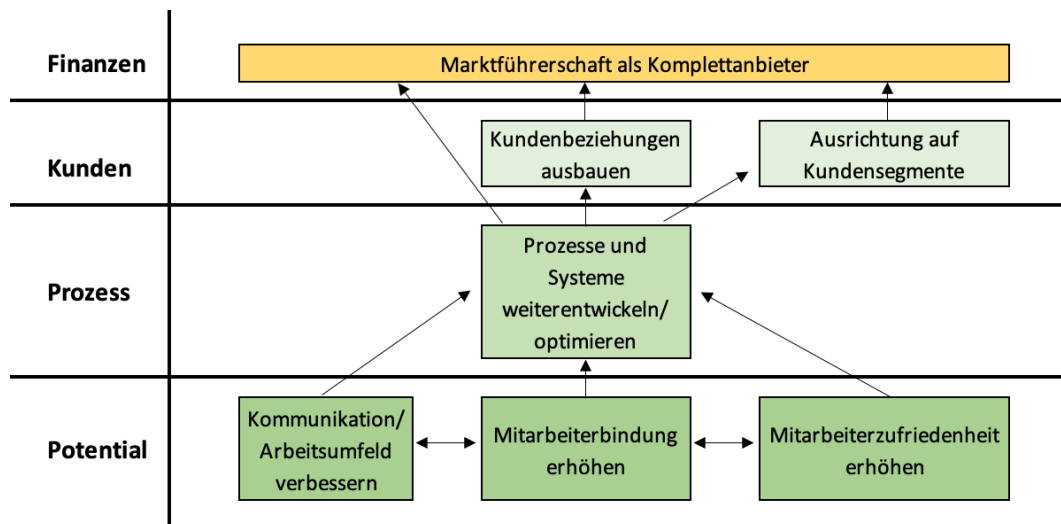 Finanzen
Marktführerschaft als Komplettanbieter
Kunden
Kundenbeziehungen
ausbauen
Ausrichtung auf
Kundensegmente
Prozess
Prozesse und
Systeme
weiterentwickeln/
optimieren
Potential
Kommunikation/
Arbeitsumfeld
verbessern
Mitarbeiterbindung
erhöhen
Mitarbeiterzufriedenheit
erhöhen